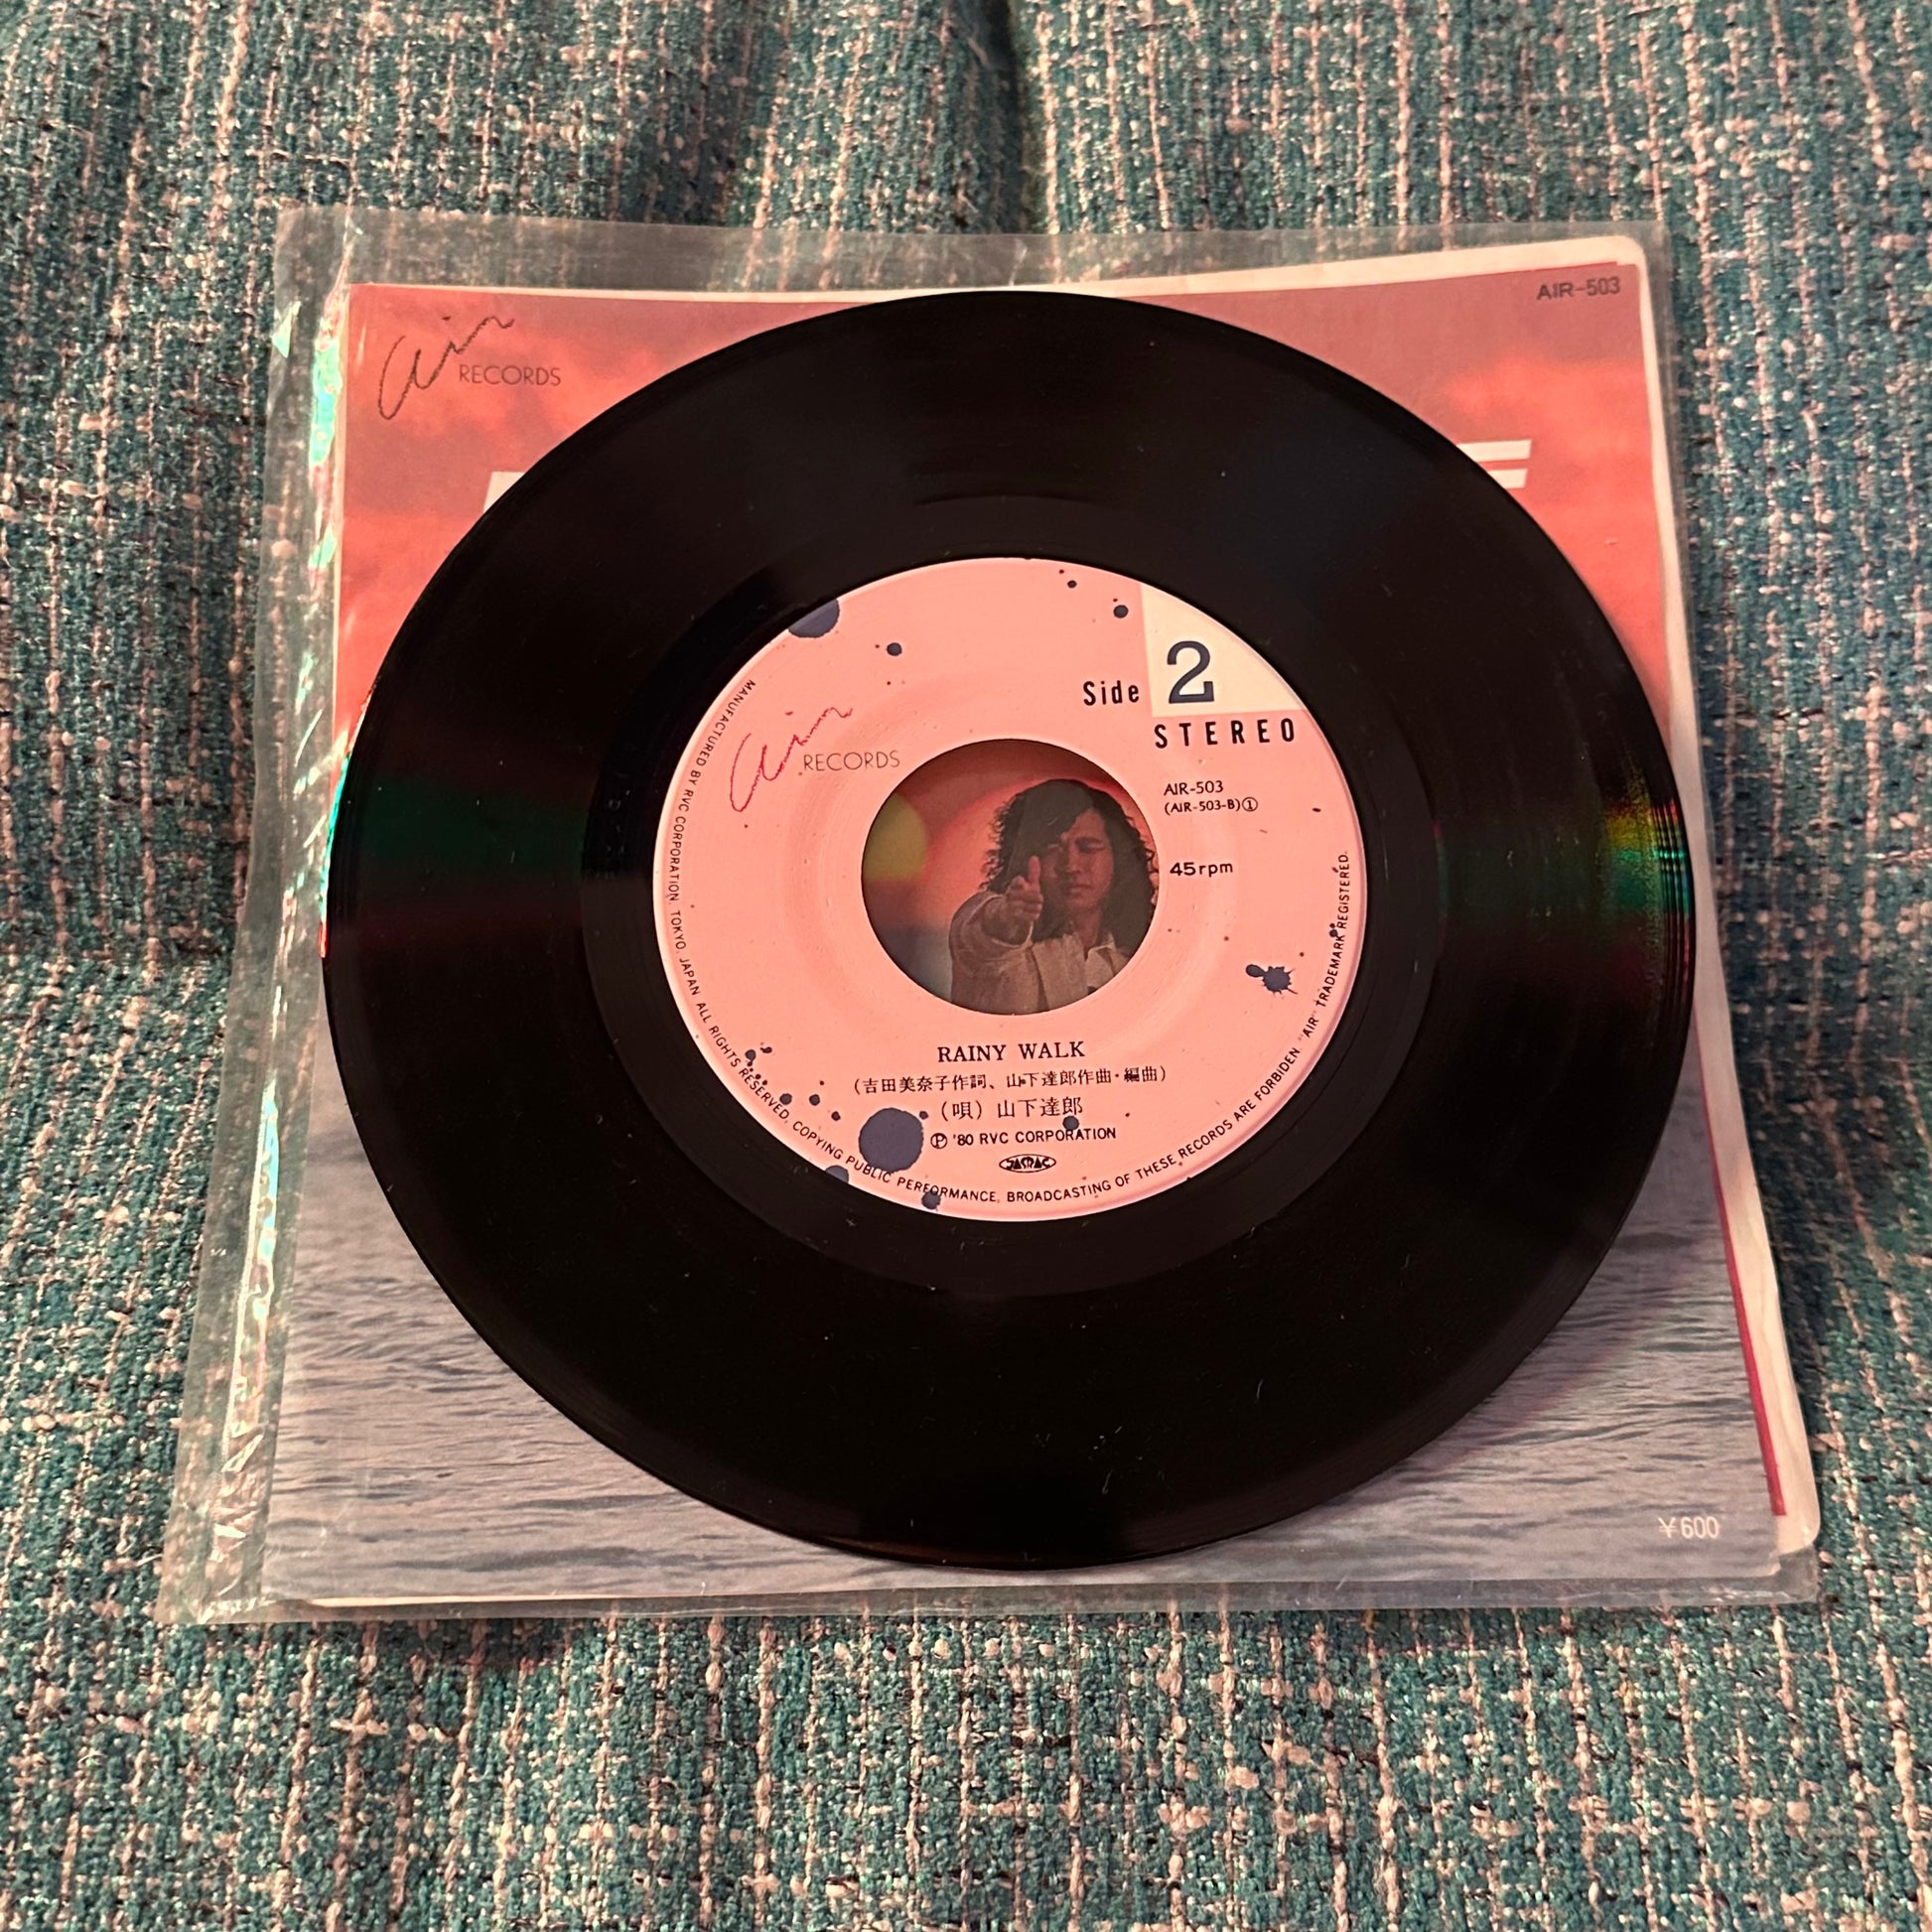 air RECORDS
AIR-503
Side 2
STEREO
air RECORDS
AIR-503
(AIR-503-B)①
45rpm
RAINY WALK
(吉田美奈子作詞、山下達郎作曲・編曲)
(唄)山下達郎
Ⓟ '80 RVC CORPORATION
JASRAC
MANUFACTURED BY RVC CORPORATION, TOKYO, JAPAN ALL RIGHTS RESERVED, COPYING PUBLIC PERFORMANCE, BROADCASTING OF THESE RECORDS ARE FORBIDDEN. "AIR" TRADEMARK REGISTERED.
¥600